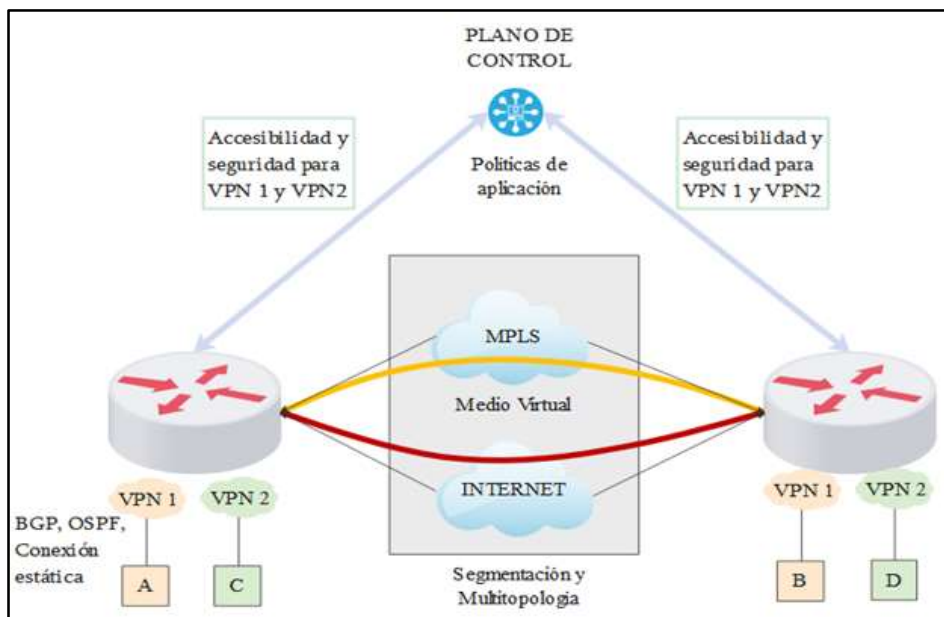 PLANO DE
CONTROL
Accesibilidad y
seguridad para
VPN 1 y VPN2
Politicas de
aplicación
Accesibilidad y
seguridad para
VPN 1 y VPN2
MPLS
Medio Virtual
INTERNET
VPN 1
VPN 2
VPN 1
VPN 2
BGP, OSPF,
Conexión
estática
A
C
B
D
Segmentación y
Multitopología